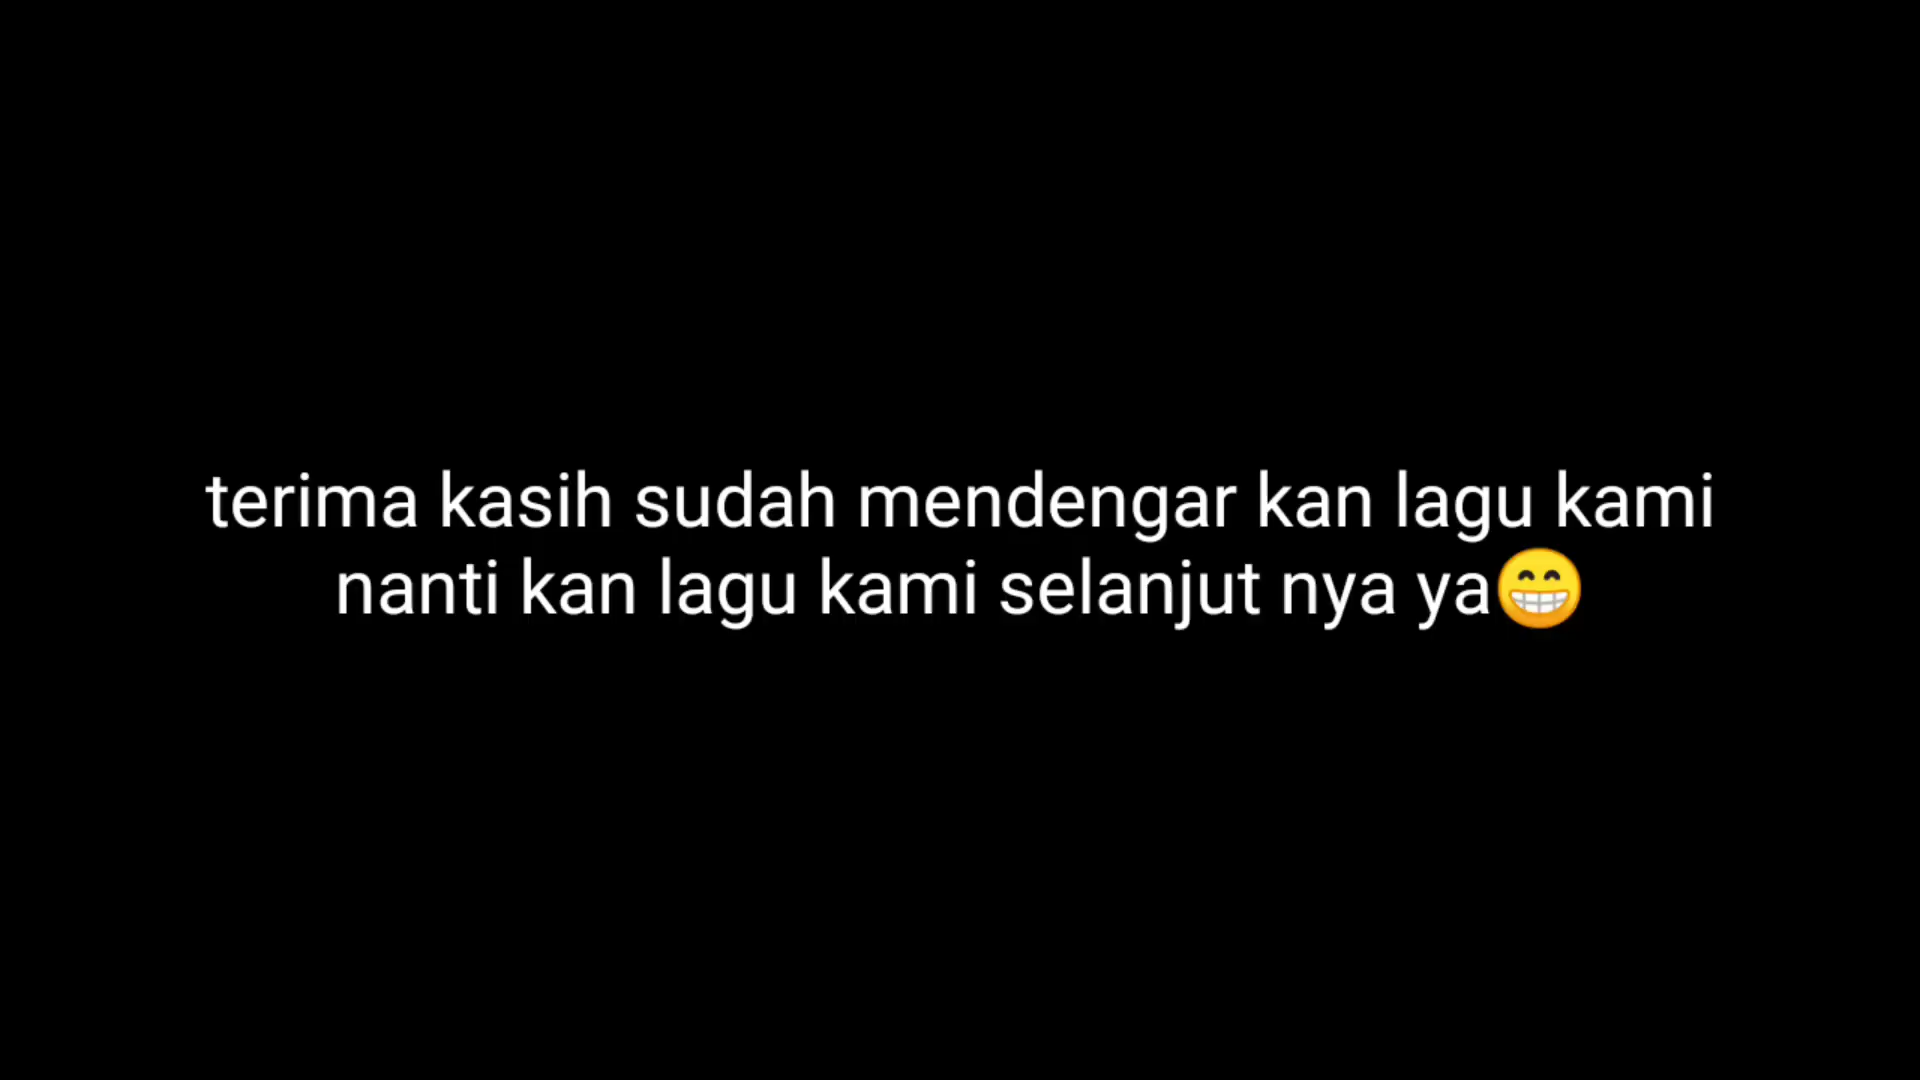 terima kasih sudah mendengar kan lagu kami
nanti kan lagu kami selanjut nya ya😁